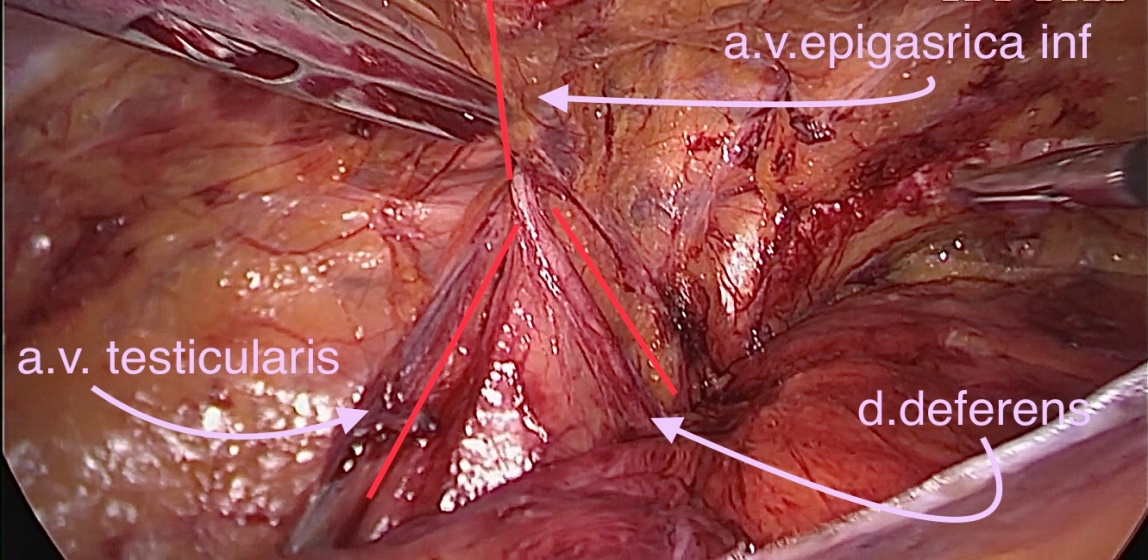 a.v.epigasrica inf
a.v. testicularis
d.deferens